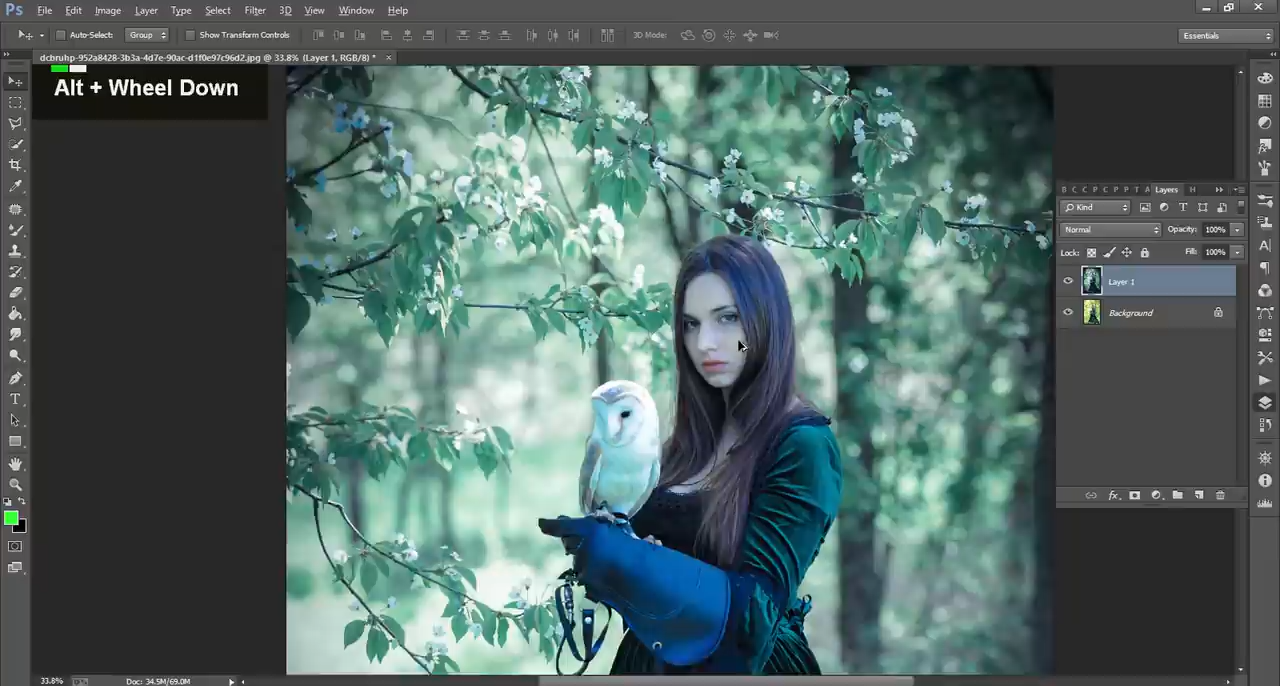 Ps File Edit Image Layer Type Select Filter 3D View Window Help
Auto-Select: Group Show Transform Controls 3D Mode: Essentials
dcbruhp-952a8428-3b3a-4d7e-90ac-d1f0e97c96d2.jpg @ 33.8% (Layer 1, RGB/8#) * ×
Alt + Wheel Down
B C C P C P P T A Layers H
Kind
Normal Opacity: 100%
Lock: Fill: 100%
Layer 1
Background
33.8% Doc: 34.5M/69.0M